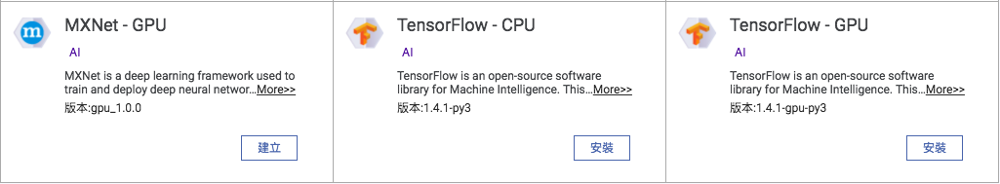 MXNet - GPU
AI
MXNet is a deep learning framework used to
train and deploy deep neural networ...More>>
版本:gpu_1.0.0
建立
TensorFlow - CPU
AI
TensorFlow is an open-source software
library for Machine Intelligence. This...More>>
版本:1.4.1-py3
安裝
TensorFlow - GPU
AI
TensorFlow is an open-source software
library for Machine Intelligence. This...More>>
版本:1.4.1-gpu-py3
安裝